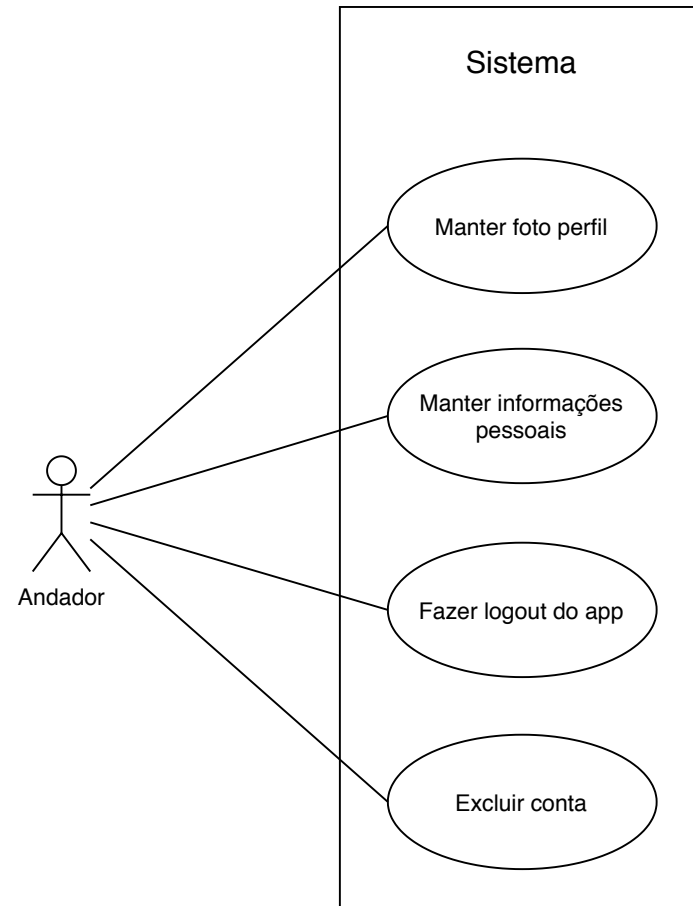 Sistema
Manter foto perfil
Manter informações
pessoais
Andador
Fazer logout do app
Excluir conta